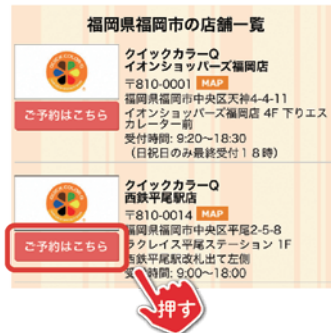 福岡県福岡市の店舗一覧
クイックカラーQ
イオンショッパーズ福岡店
〒810-0001 MAP
福岡県福岡市中央区天神4-4-11
イオンショッパーズ福岡店 4F 下りエス
カレーター前
受付時間: 9:20~18:30
(日祝日のみ最終受付18時)
ご予約はこちら
クイックカラーQ
西鉄平尾駅店
〒810-0014 MAP
福岡県福岡市中央区平尾2-5-8
ラクレイス平尾ステーション 1F
西鉄平尾駅改札出て左側
受付時間: 9:00~18:00
ご予約はこちら
押す